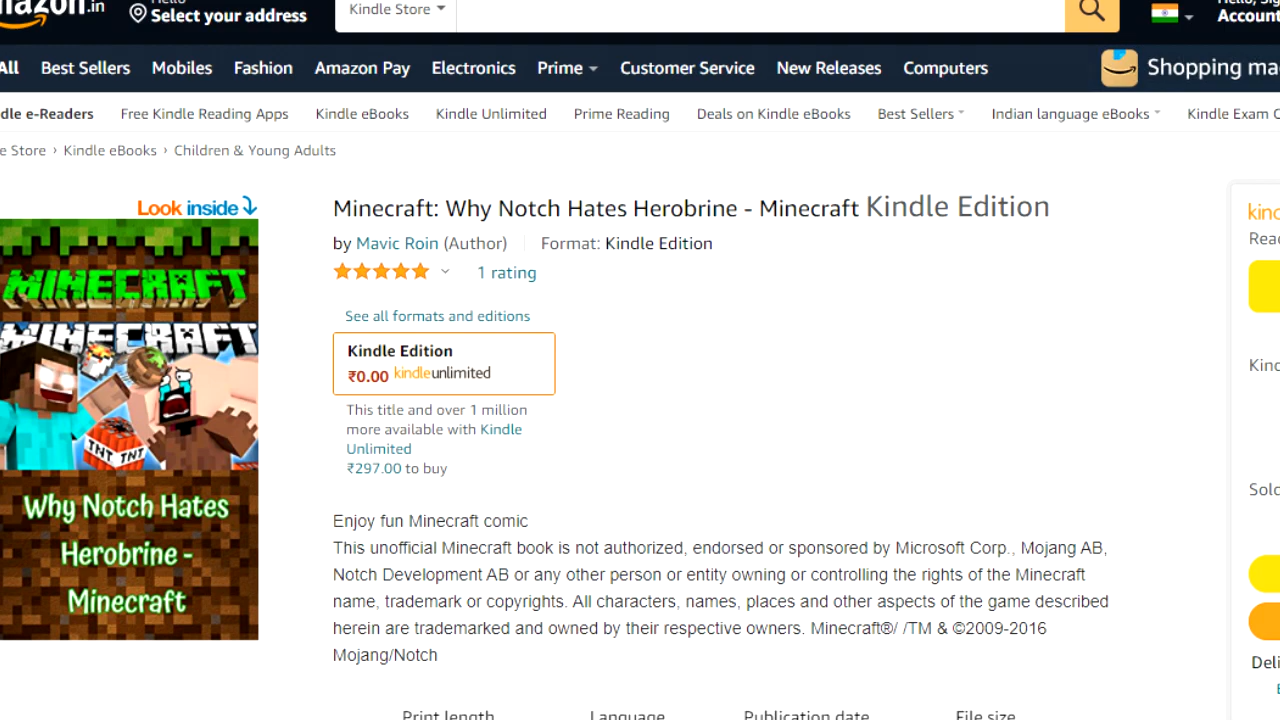 amazon.in
Hello
Select your address
Kindle Store
Hello, Sig
Account
All Best Sellers Mobiles Fashion Amazon Pay Electronics Prime Customer Service New Releases Computers Shopping ma
dle e-Readers Free Kindle Reading Apps Kindle eBooks Kindle Unlimited Prime Reading Deals on Kindle eBooks Best Sellers Indian language eBooks Kindle Exam C
e Store › Kindle eBooks › Children & Young Adults
Look inside
MINECRAFT
MINECRAFT
TNT TNT
Why Notch Hates
Herobrine -
Minecraft
Minecraft: Why Notch Hates Herobrine - Minecraft Kindle Edition
by Mavic Roin (Author) Format: Kindle Edition
1 rating
See all formats and editions
Kindle Edition
₹0.00 kindleunlimited
This title and over 1 million
more available with Kindle
Unlimited
₹297.00 to buy
Enjoy fun Minecraft comic
This unofficial Minecraft book is not authorized, endorsed or sponsored by Microsoft Corp., Mojang AB,
Notch Development AB or any other person or entity owning or controlling the rights of the Minecraft
name, trademark or copyrights. All characters, names, places and other aspects of the game described
herein are trademarked and owned by their respective owners. Minecraft®/ /TM & ©2009-2016
Mojang/Notch
Print length Language Publication date File size
kind
Read
Kind
Sold
Deli